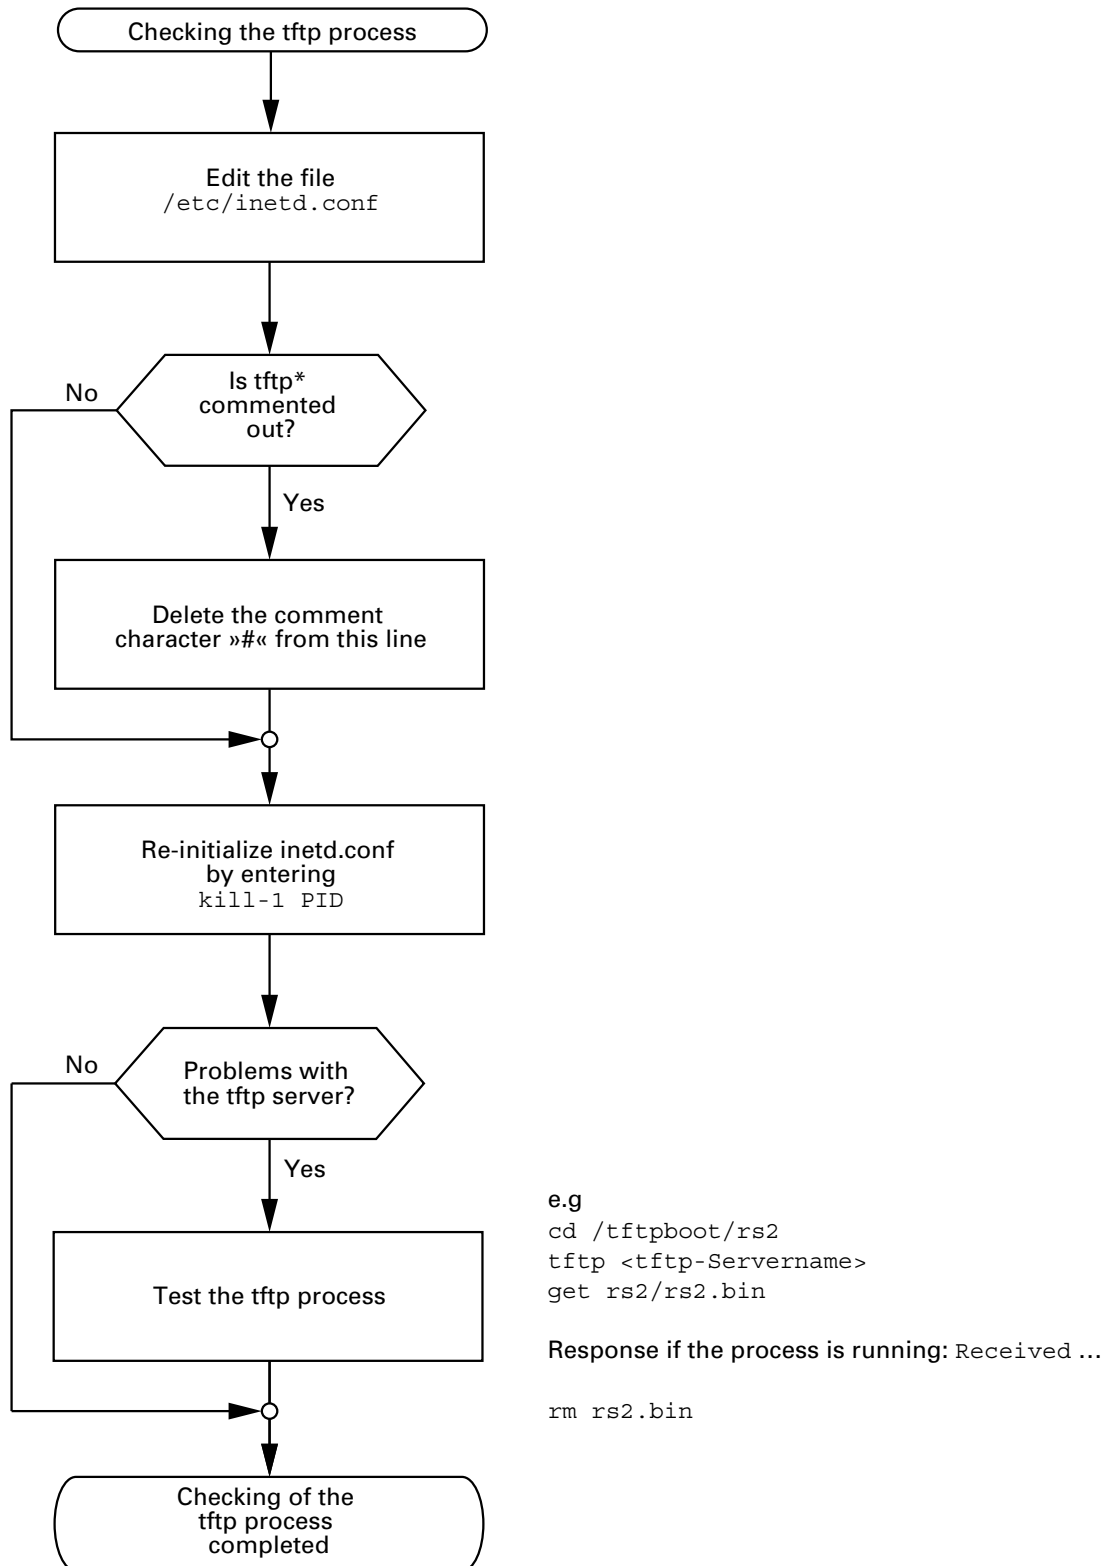 Checking the tftp process
Edit the file
/etc/inetd.conf
No
Is tftp*
commented
out?
Yes
Delete the comment
character »#« from this line
Re-initialize inetd.conf
by entering
kill-1 PID
No
Problems with
the tftp server?
Yes
Test the tftp process
e.g
cd /tftpboot/rs2
tftp <tftp-Servername>
get rs2/rs2.bin
Response if the process is running: Received ...
rm rs2.bin
Checking of the
tftp process
completed